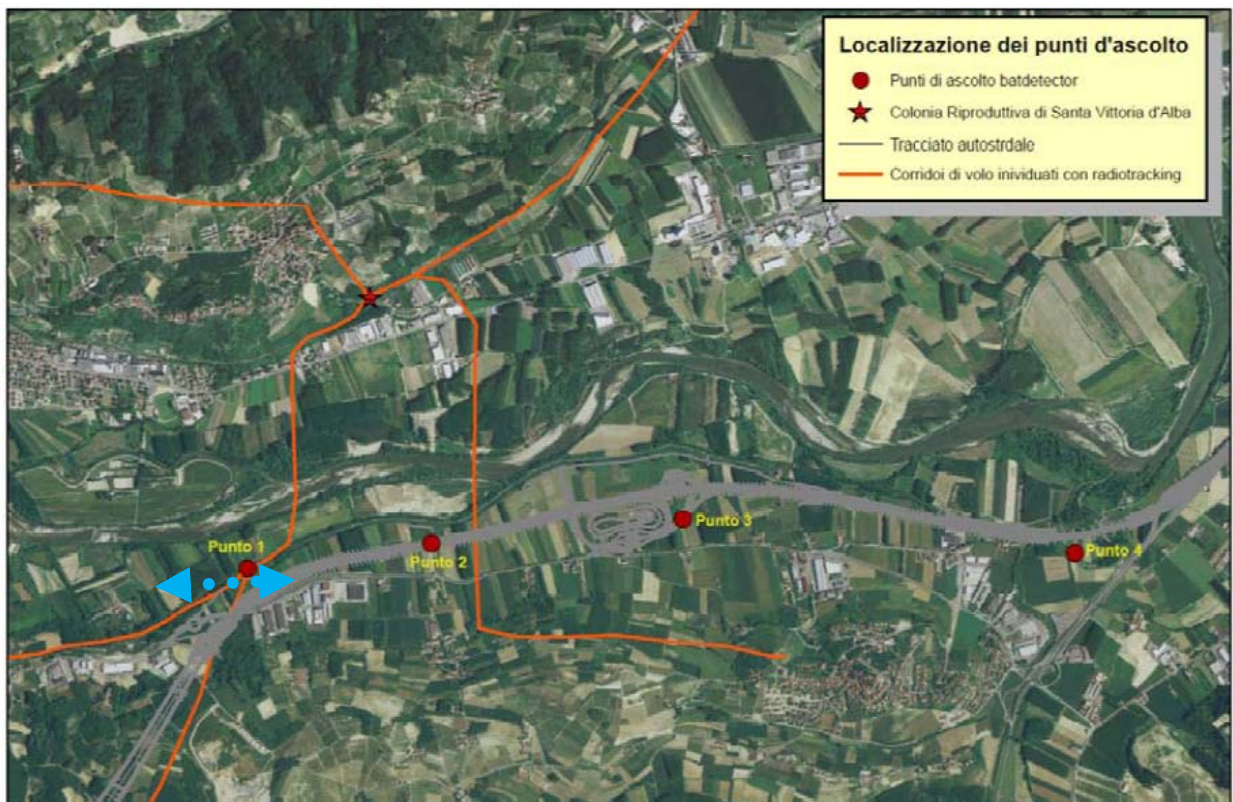 Localizzazione dei punti d'ascolto
Punti di ascolto batdetector
Colonia Riproduttiva di Santa Vittoria d'Alba
Tracciato autostrdale
Corridoi di volo inividuati con radiotracking
Punto 1
Punto 2
Punto 3
Punto 4